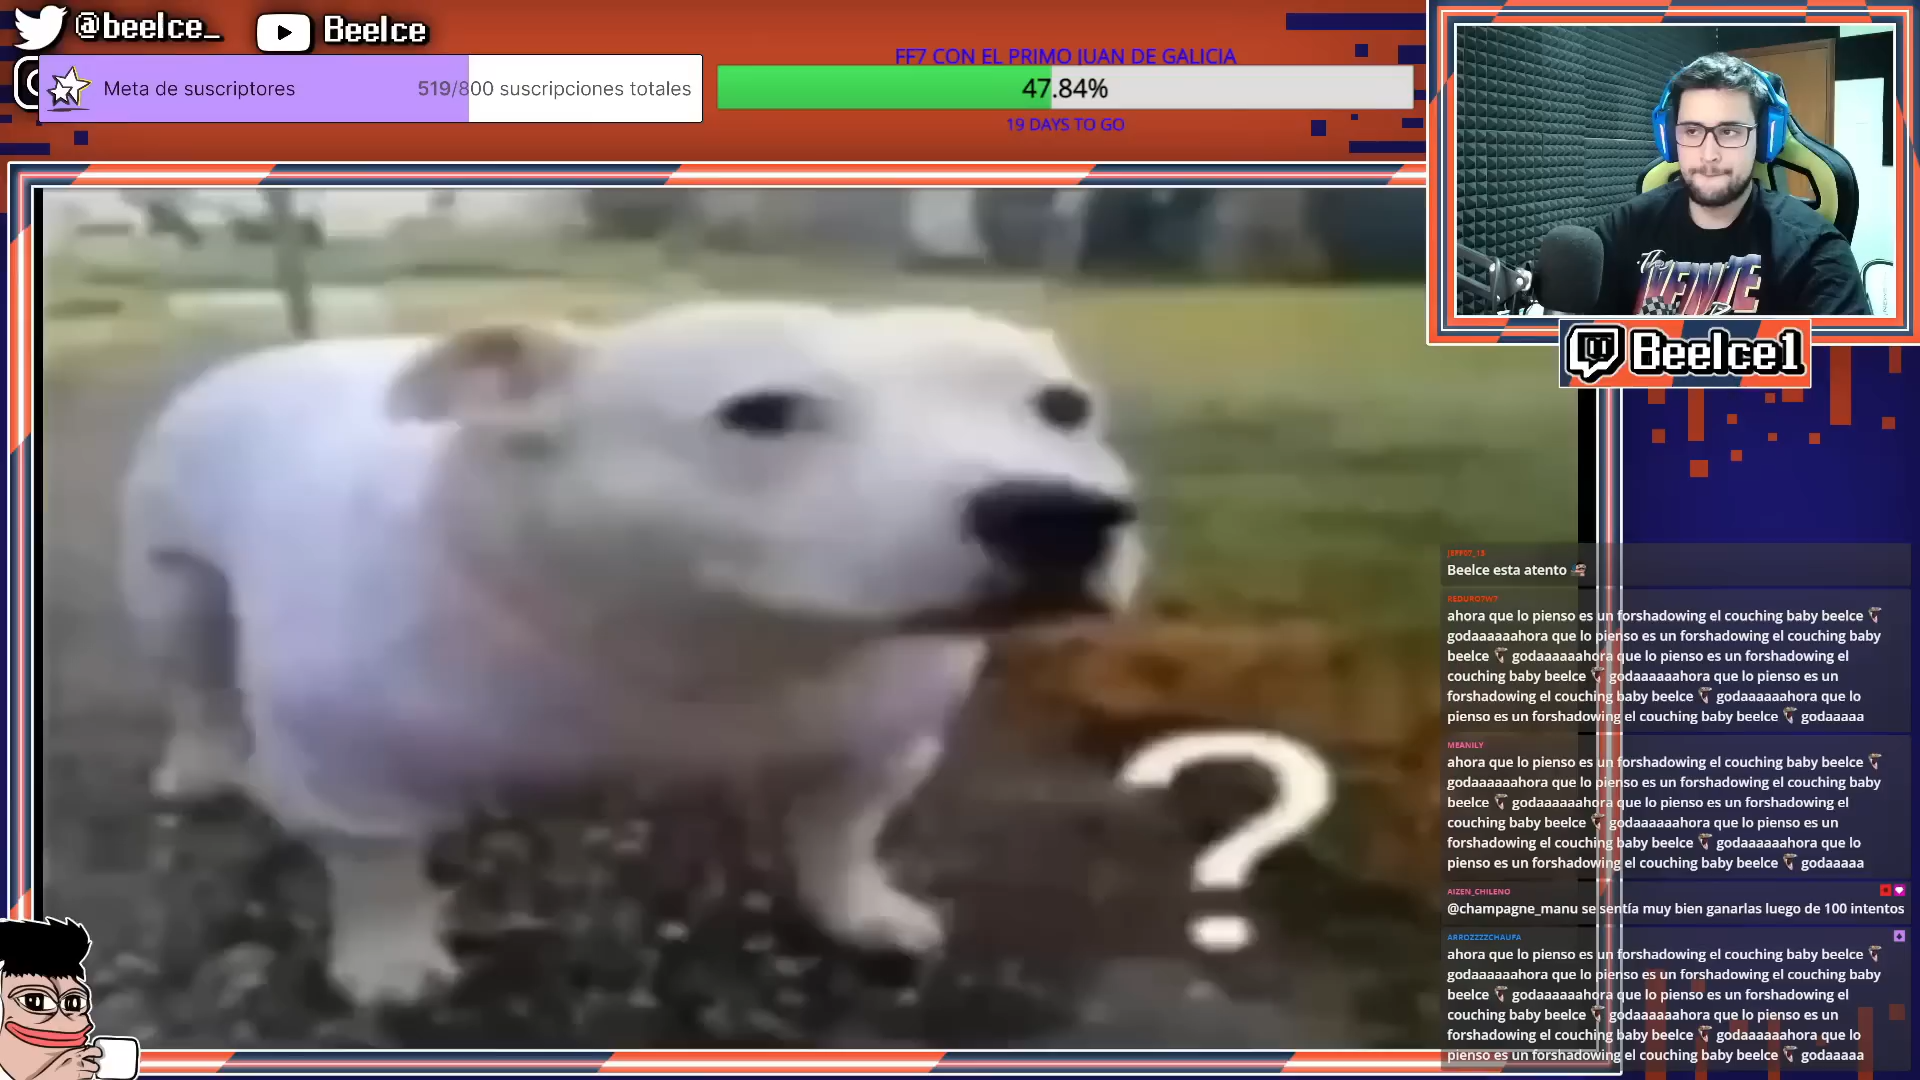 @beelce_
Beelce
Meta de suscriptores
519/800 suscripciones totales
FF7 CON EL PRIMO JUAN DE GALICIA
47.84%
19 DAYS TO GO
Beelce1
?
JEFF07_13
Beelce esta atento
REDURO7W7
ahora que lo pienso es un forshadowing el couching baby beelce
godaaaaaahora que lo pienso es un forshadowing el couching baby
beelce godaaaaaahora que lo pienso es un forshadowing el
couching baby beelce godaaaaaahora que lo pienso es un
forshadowing el couching baby beelce godaaaaaahora que lo
pienso es un forshadowing el couching baby beelce godaaaaa
MEANILY
ahora que lo pienso es un forshadowing el couching baby beelce
godaaaaaahora que lo pienso es un forshadowing el couching baby
beelce godaaaaaahora que lo pienso es un forshadowing el
couching baby beelce godaaaaaahora que lo pienso es un
forshadowing el couching baby beelce godaaaaaahora que lo
pienso es un forshadowing el couching baby beelce godaaaaa
AIZEN_CHILENO
@champagne_manu se sentía muy bien ganarlas luego de 100 intentos
ARROZZZZCHAUFA
ahora que lo pienso es un forshadowing el couching baby beelce
godaaaaaahora que lo pienso es un forshadowing el couching baby
beelce godaaaaaahora que lo pienso es un forshadowing el
couching baby beelce godaaaaaahora que lo pienso es un
forshadowing el couching baby beelce godaaaaaahora que lo
pienso es un forshadowing el couching baby beelce godaaaaa